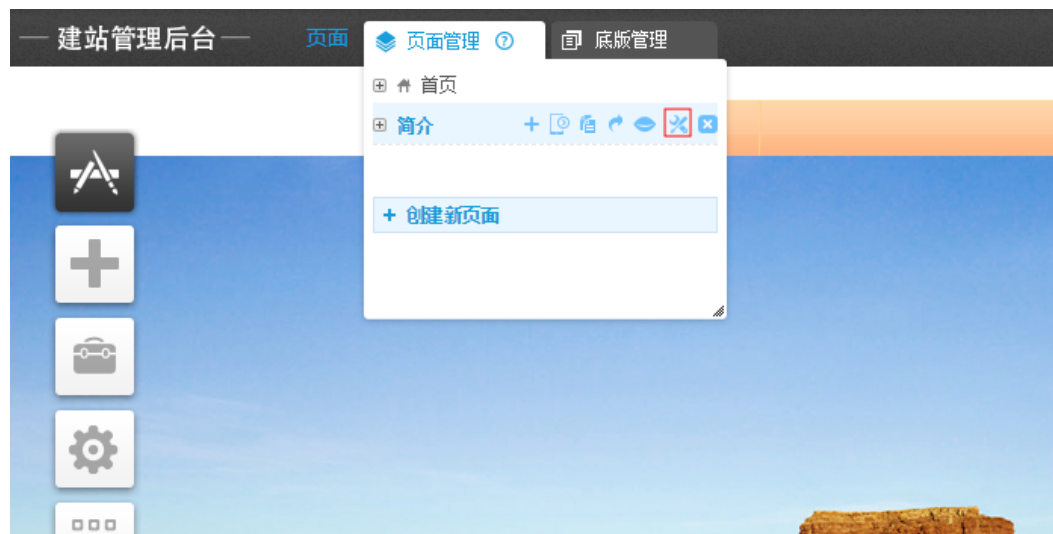 建站管理后台
页面
页面管理
底版管理
首页
简介
创建新页面